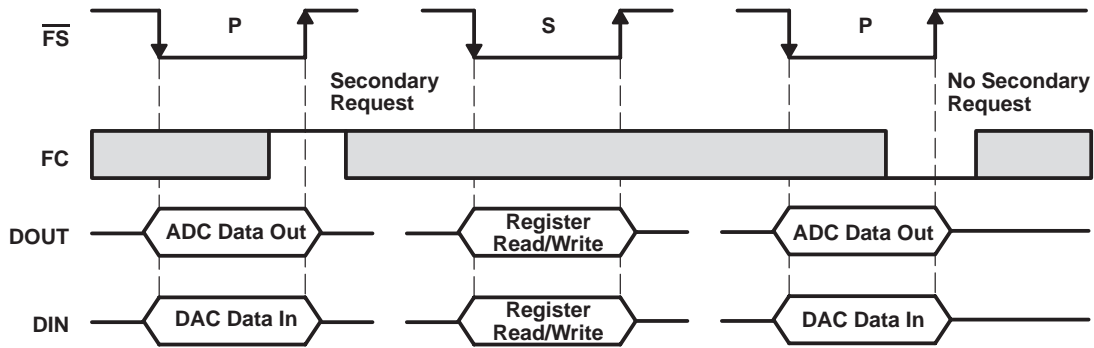 FS
P
S
P
Secondary
Request
No Secondary
Request
FC
DOUT
ADC Data Out
Register
Read/Write
ADC Data Out
DIN
DAC Data In
Register
Read/Write
DAC Data In